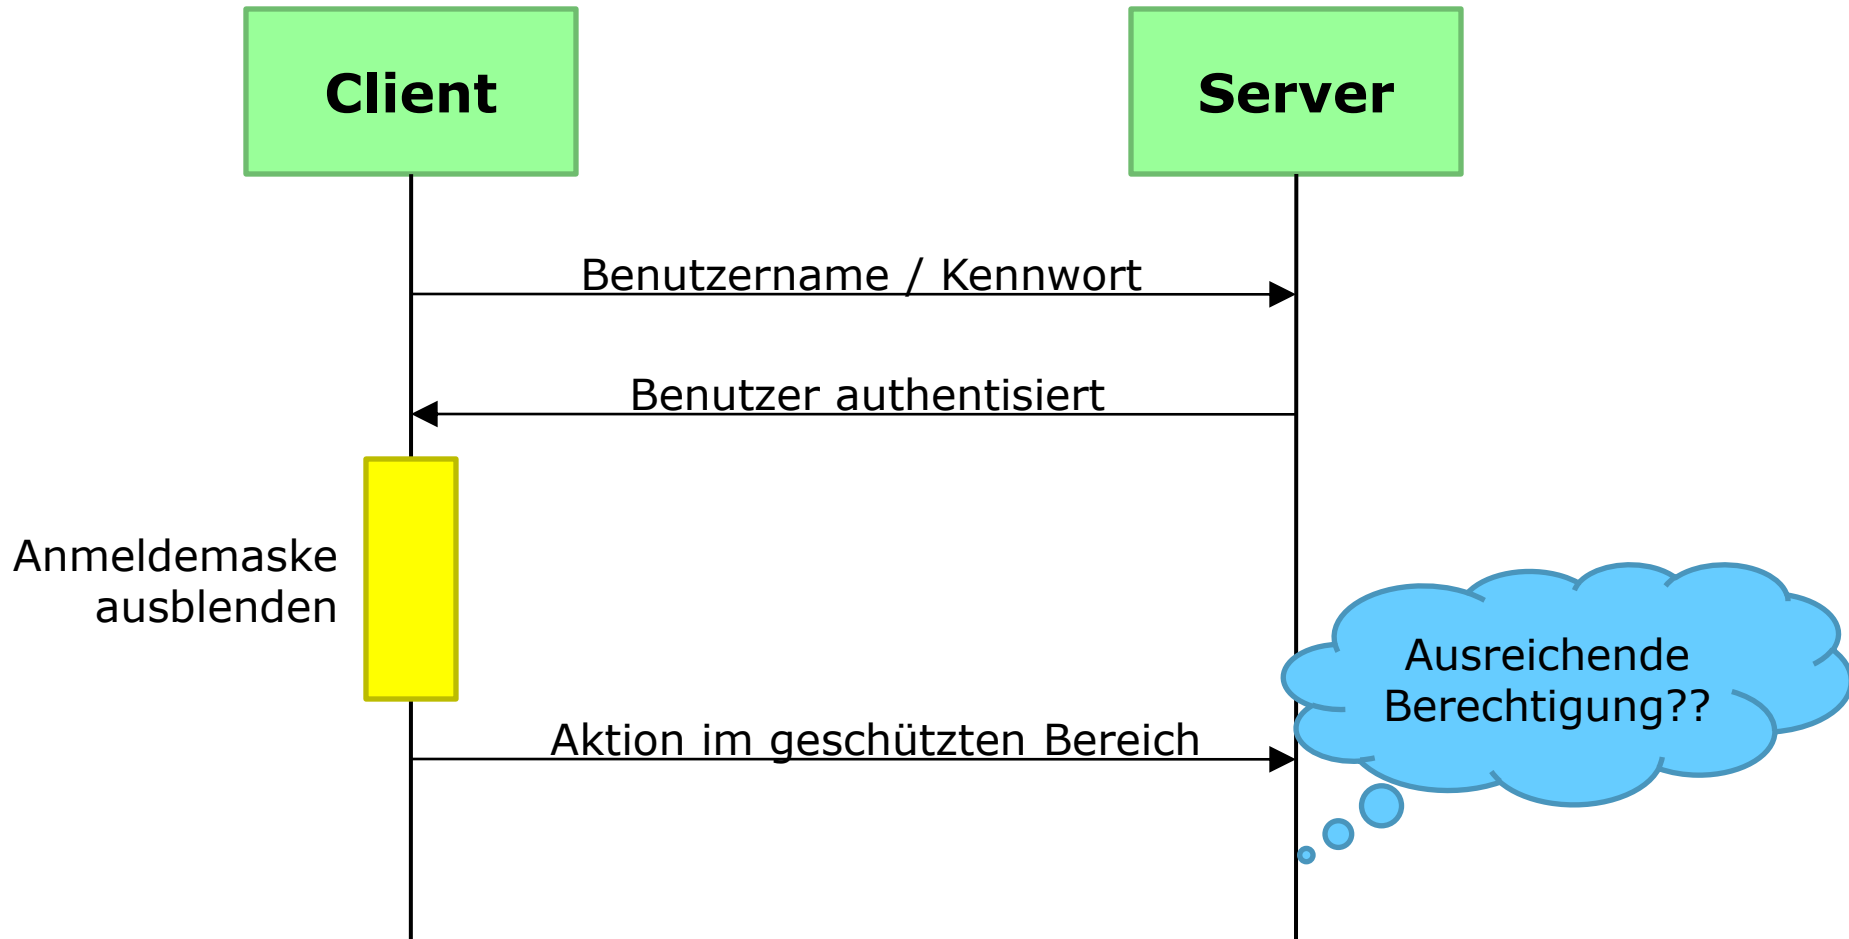 Client
Server
Benutzername / Kennwort
Benutzer authentisiert
Anmeldemaske
ausblenden
Ausreichende
Berechtigung??
Aktion im geschützten Bereich